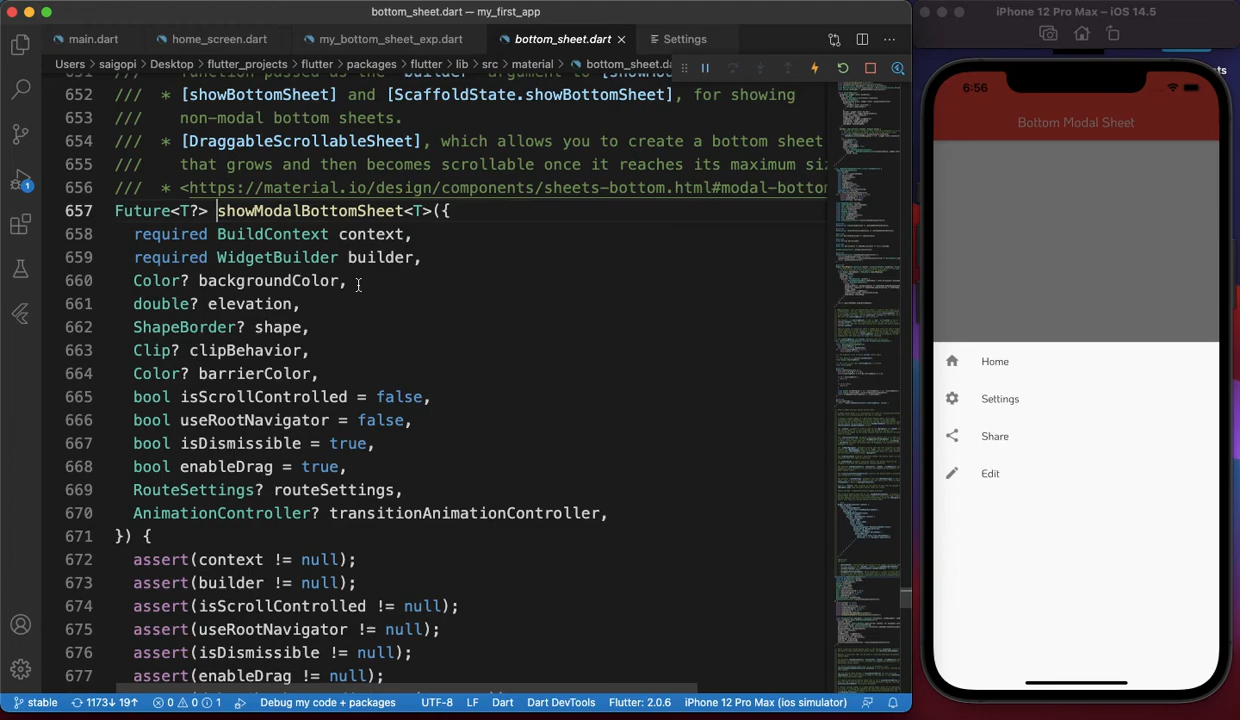 bottom_sheet.dart — my_first_app
main.dart
home_screen.dart
my_bottom_sheet_exp.dart
bottom_sheet.dart
Settings
Users
saigopi
Desktop
flutter_projects
flutter
packages
flutter
lib
src
material
bottom_sheet.da
652 /// * [showBottomSheet] and [ScaffoldState.showBottomSheet], for showing
653 /// non-modal bottom sheets.
654 /// * [DraggableScrollableSheet], which allows you to create a bottom sheet
655 /// that grows and then becomes scrollable once it reaches its maximum si
656 /// * <https://material.io/design/components/sheets-bottom.html#modal-botto
657 Future<T?> showModalBottomSheet<T>({
658 required BuildContext context,
659 required WidgetBuilder builder,
660 Color? backgroundColor,
661 double? elevation,
662 ShapeBorder? shape,
663 Clip? clipBehavior,
664 Color? barrierColor,
665 bool isScrollControlled = false,
666 bool useRootNavigator = false,
667 bool isDismissible = true,
668 bool enableDrag = true,
669 RouteSettings? routeSettings,
670 AnimationController? transitionAnimationController,
671 }) {
672 assert(context != null);
673 assert(builder != null);
674 assert(isScrollControlled != null);
675 assert(useRootNavigator != null);
676 assert(isDismissible != null);
677 assert(enableDrag != null);
1
stable
1173↓ 19↑
0
0
1
Debug my code + packages
UTF-8
LF
Dart
Dart DevTools
Flutter: 2.0.6
iPhone 12 Pro Max (ios simulator)
iPhone 12 Pro Max – iOS 14.5
6:56
Bottom Modal Sheet
Home
Settings
Share
Edit